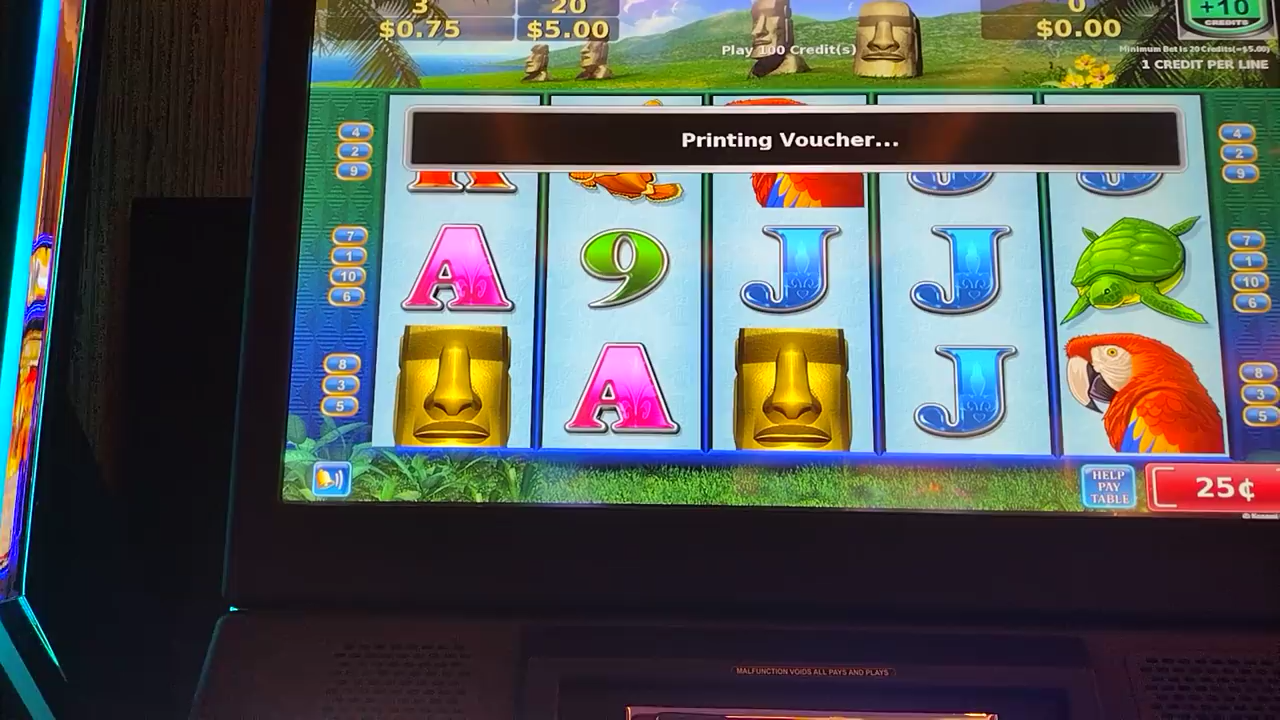 3
$0.75
20
$5.00
Play 100 Credit(s)
0
$0.00
+10
CREDITS
Minimum Bet is 20 Credits(=$5.00)
1 CREDIT PER LINE
Printing Voucher...
4
2
9
4
2
9
K
J
J
7
1
10
6
A
9
J
J
7
1
10
6
8
3
5
A
J
8
3
5
HELP
PAY
TABLE
25¢
© Konami
MALFUNCTION VOIDS ALL PAYS AND PLAYS